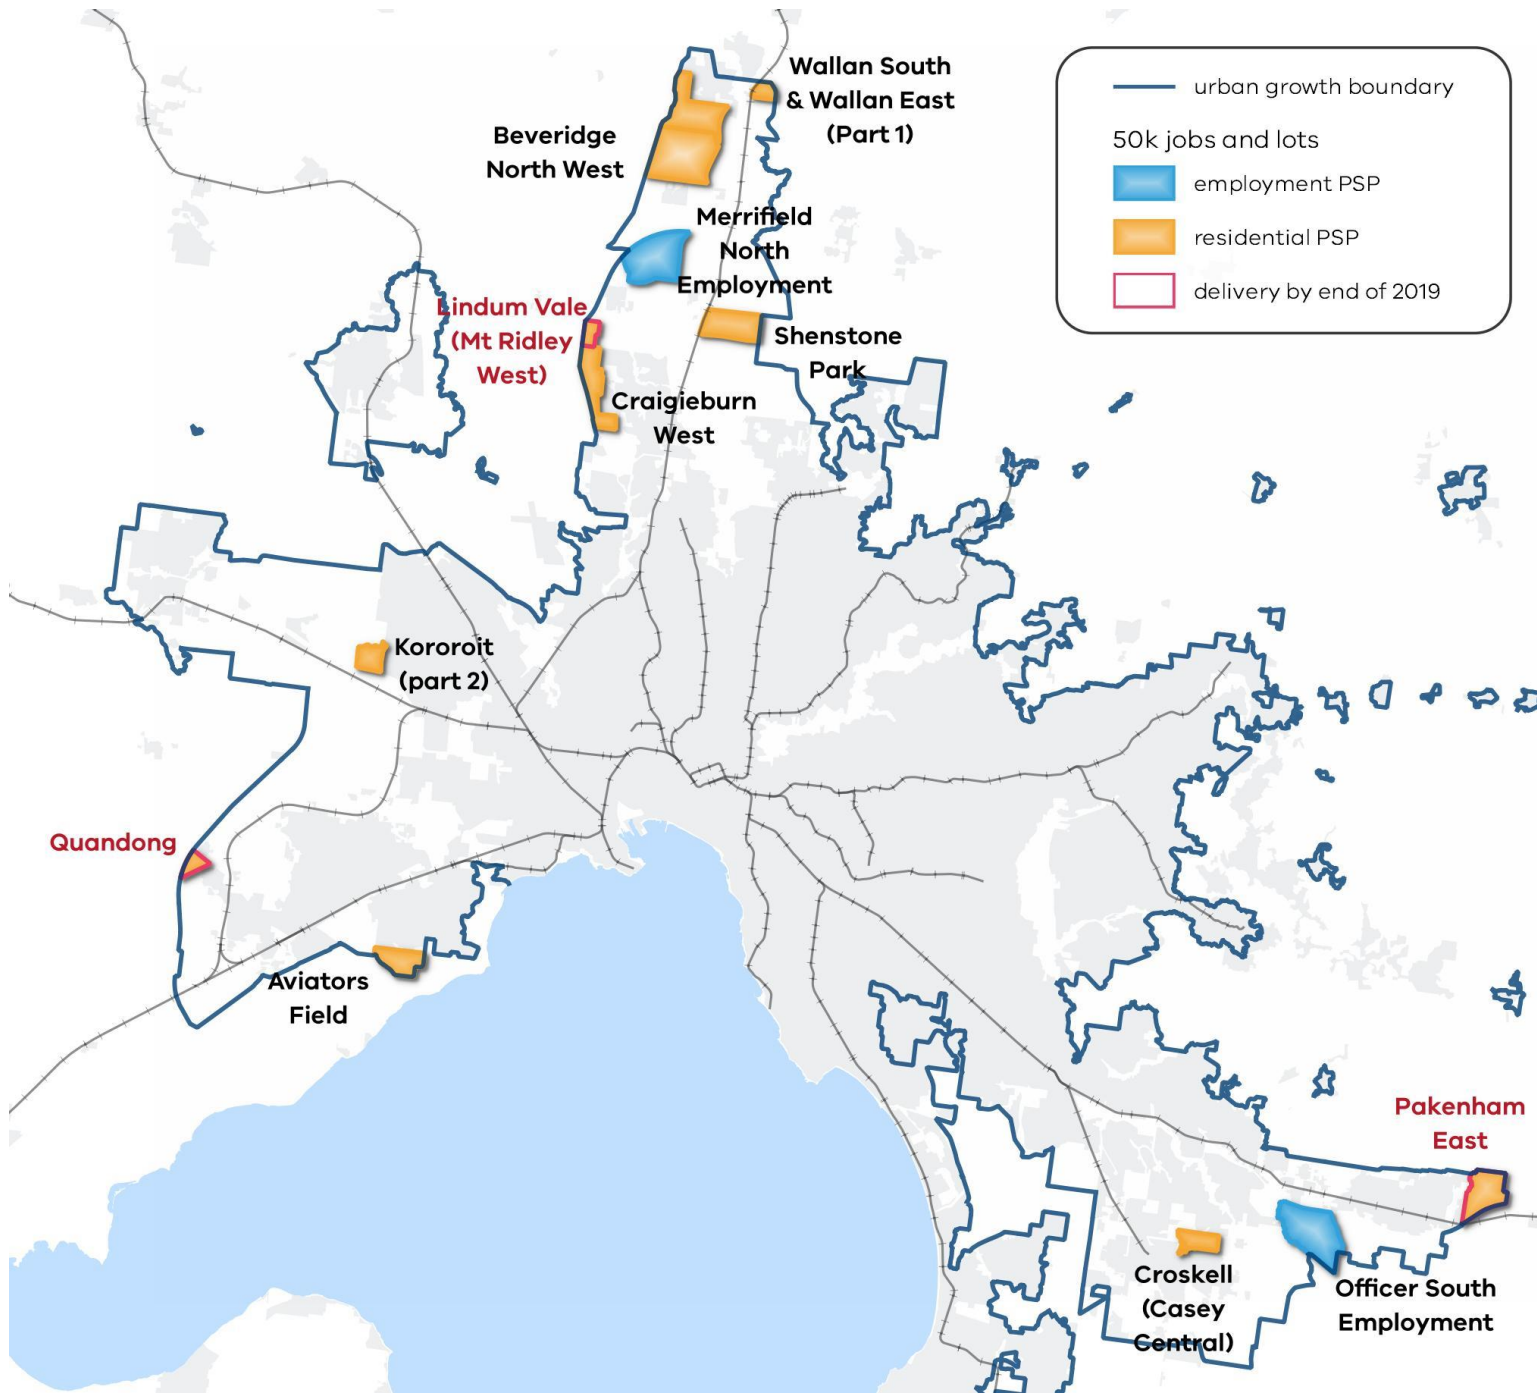 Wallan South
& Wallan East
(Part 1)
Beveridge
North West
Merrifield
North
Employment
Lindum Vale
(Mt Ridley
West)
Shenstone
Park
Craigieburn
West
Kororoit
(part 2)
Quandong
Aviators
Field
Pakenham
East
Croskell
(Casey
Central)
Officer South
Employment
urban growth boundary
50k jobs and lots
employment PSP
residential PSP
delivery by end of 2019